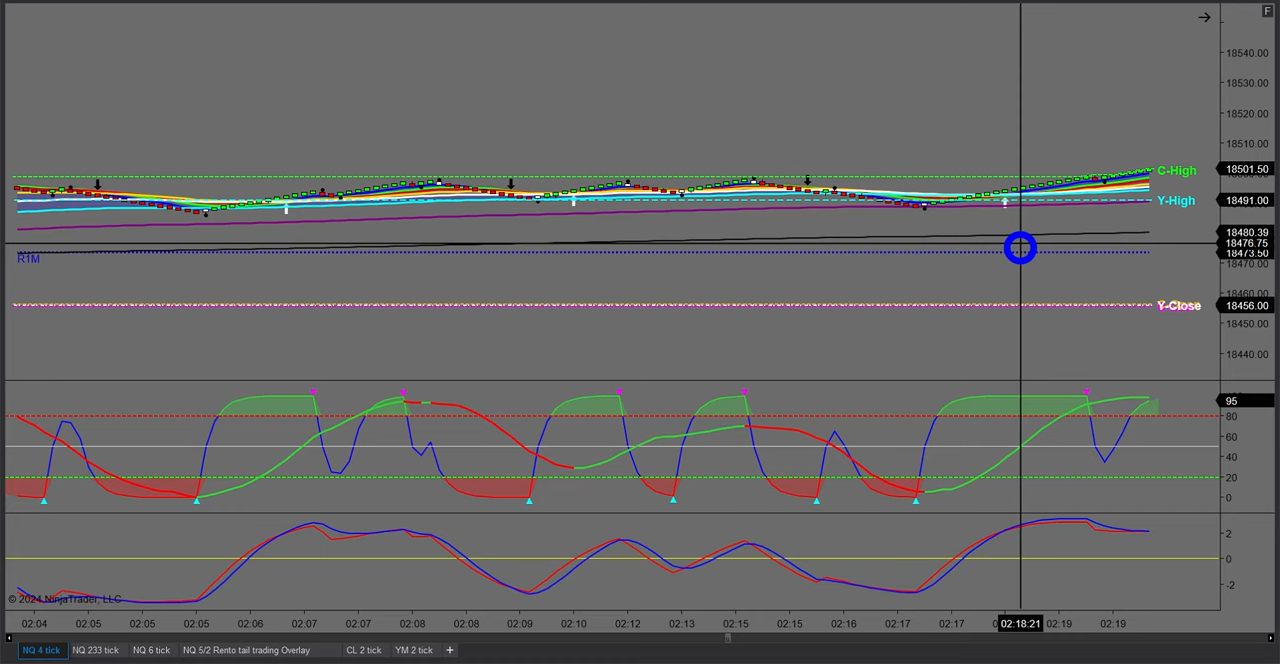 F
18540.00
18530.00
18520.00
18510.00
C-High
18501.50
Y-High
18491.00
18480.39
18476.75
18473.50
R1M
18470.00
18460.00
Y-Close
18456.00
18450.00
18440.00
95
80
60
40
20
0
2
0
-2
© 2024 NinjaTrader, LLC
02:04 02:05 02:05 02:05 02:06 02:07 02:08 02:08 02:09 02:10 02:12 02:13 02:15 02:15 02:16 02:17 02:17 02:18:21 02:19 02:19
NQ 4 tick NQ 233 tick NQ 6 tick NQ 5/2 Rento tail trading Overlay CL 2 tick YM 2 tick +